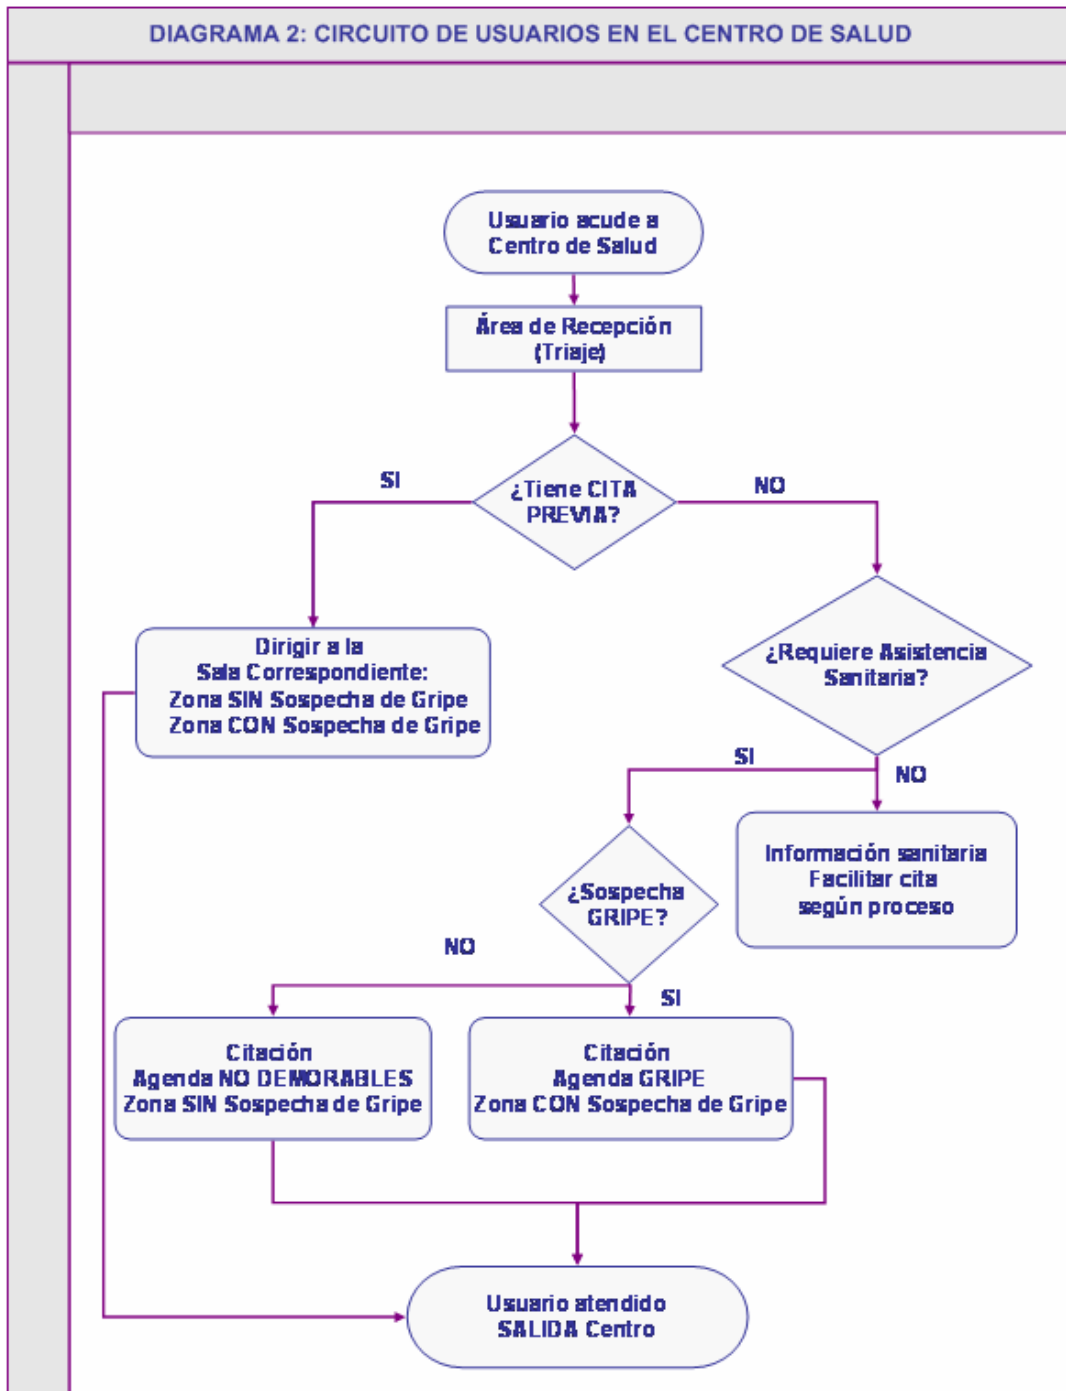 DIAGRAMA 2: CIRCUITO DE USUARIOS EN EL CENTRO DE SALUD
Usuario acude a
Centro de Salud
Área de Recepción
(Triaje)
¿Tiene CITA
PREVIA?
SI
NO
Dirigir a la
Sala Correspondiente:
Zona SIN Sospecha de Gripe
Zona CON Sospecha de Gripe
¿Requiere Asistencia
Sanitaria?
SI
NO
Información sanitaria
Facilitar cita
según proceso
¿Sospecha
GRIPE?
NO
SI
Citación
Agenda NO DEMORABLES
Zona SIN Sospecha de Gripe
Citación
Agenda GRIPE
Zona CON Sospecha de Gripe
Usuario atendido
SALIDA Centro